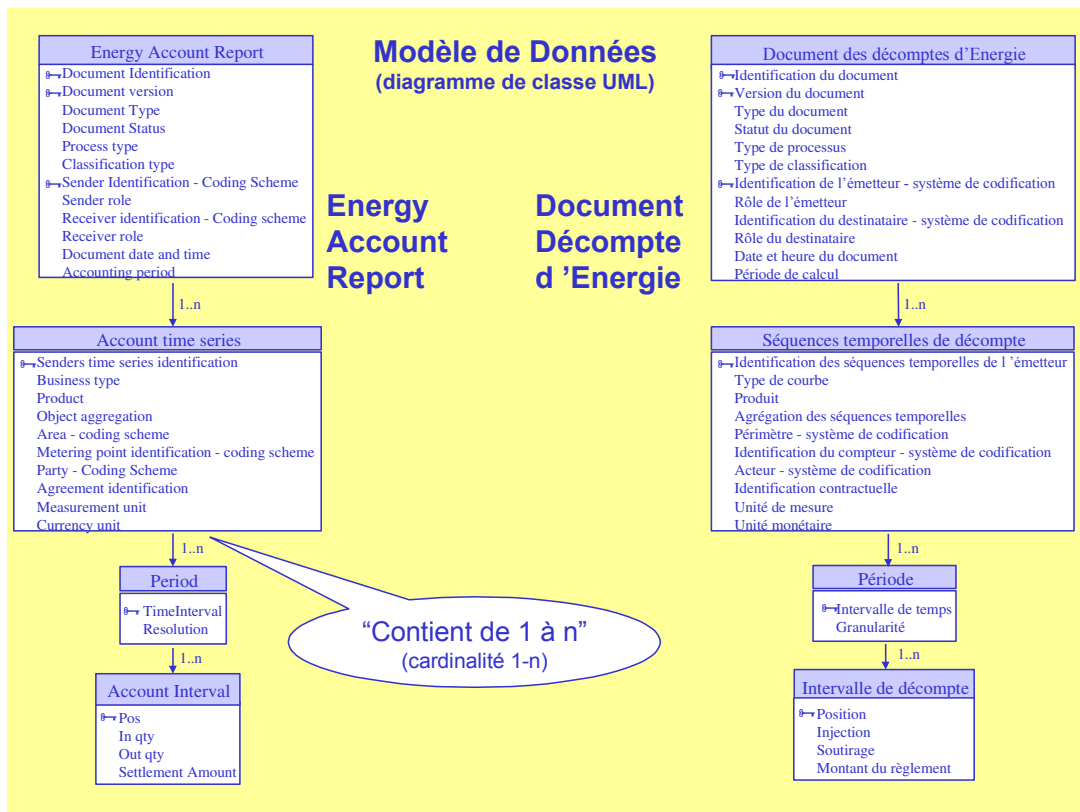 Modèle de Données
(diagramme de classe UML)
Energy Account Report
Document Identification
Document version
Document Type
Document Status
Process type
Classification type
Sender Identification - Coding Scheme
Sender role
Receiver identification - Coding scheme
Receiver role
Document date and time
Accounting period
1..n
Account time series
Senders time series identification
Business type
Product
Object aggregation
Area - coding scheme
Metering point identification - coding scheme
Party - Coding Scheme
Agreement identification
Measurement unit
Currency unit
1..n
Period
TimeInterval
Resolution
1..n
Account Interval
Pos
In qty
Out qty
Settlement Amount
Energy
Account
Report
Document
Décompte
d ’Energie
“Contient de 1 à n”
(cardinalité 1-n)
Document des décomptes d’Energie
Identification du document
Version du document
Type du document
Statut du document
Type de processus
Type de classification
Identification de l’émetteur - système de codification
Rôle de l’émetteur
Identification du destinataire - système de codification
Rôle du destinataire
Date et heure du document
Période de calcul
1..n
Séquences temporelles de décompte
Identification des séquences temporelles de l ’émetteur
Type de courbe
Produit
Agrégation des séquences temporelles
Périmètre - système de codification
Identification du compteur - système de codification
Acteur - système de codification
Identification contractuelle
Unité de mesure
Unité monétaire
1..n
Période
Intervalle de temps
Granularité
1..n
Intervalle de décompte
Position
Injection
Soutirage
Montant du règlement